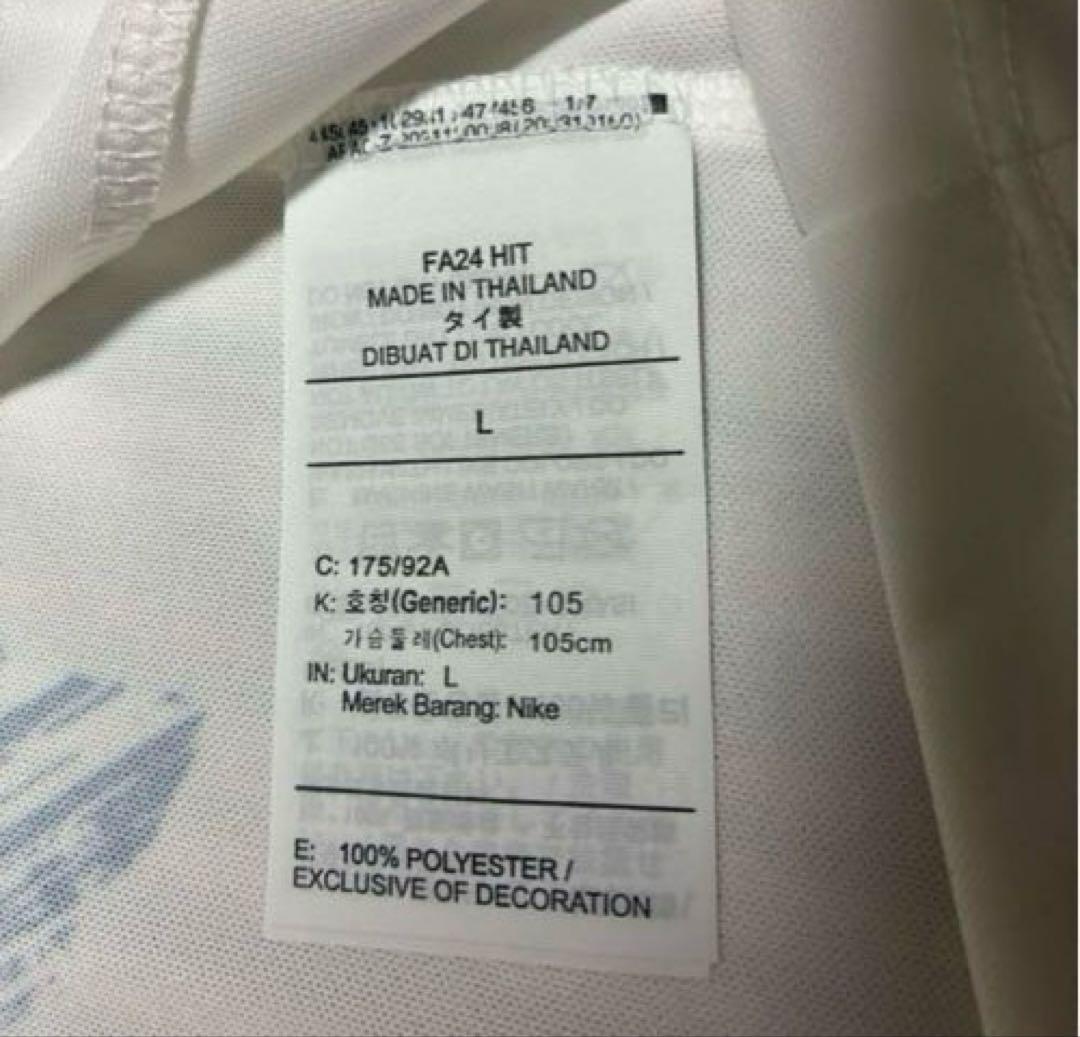 FA24 HIT
MADE IN THAILAND
タイ製
DIBUAT DI THAILAND
L
C: 175/92A
K: 호칭(Generic): 105
가슴둘레(Chest): 105cm
IN: Ukuran: L
Merek Barang: Nike
E: 100% POLYESTER /
EXCLUSIVE OF DECORATION